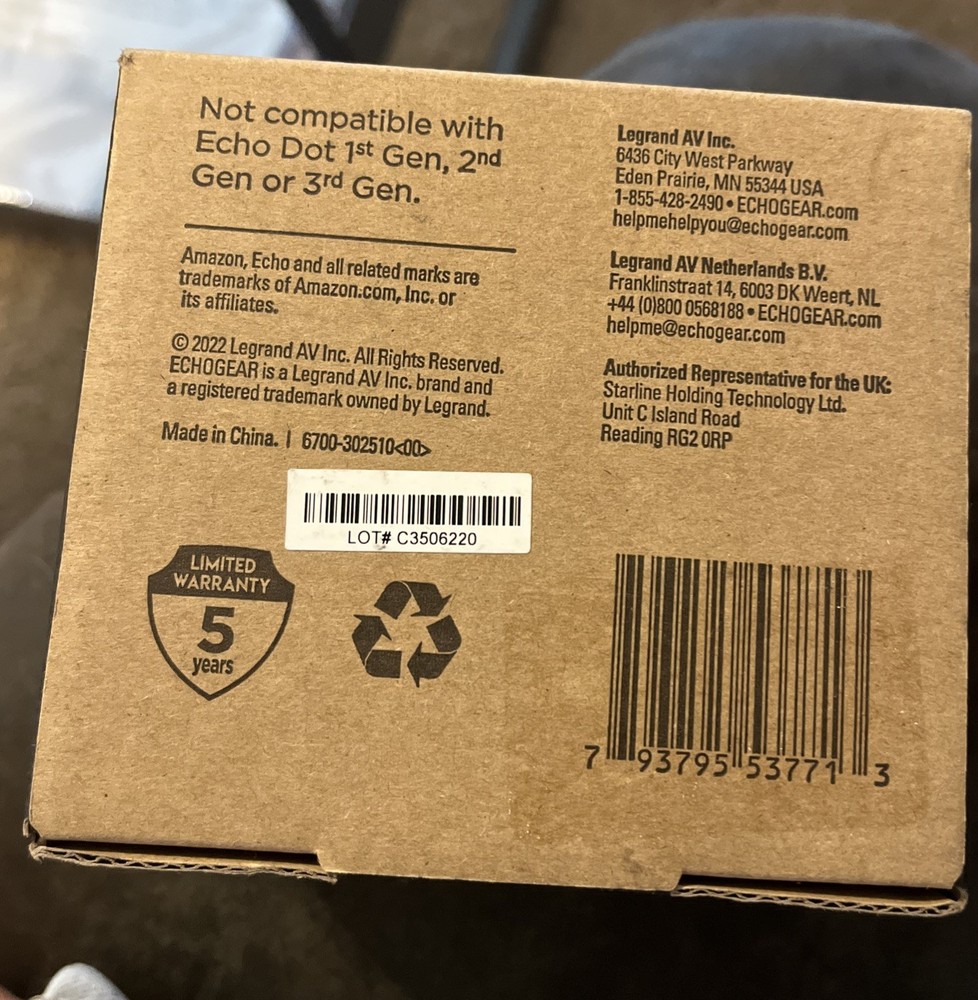 Not compatible with
Echo Dot 1st Gen, 2nd
Gen or 3rd Gen.
Amazon, Echo and all related marks are
trademarks of Amazon.com, Inc. or
its affiliates.
© 2022 Legrand AV Inc. All Rights Reserved.
ECHOGEAR is a Legrand AV Inc. brand and
a registered trademark owned by Legrand.
Made in China. | 6700-302510<00>
LOT# C3506220
LIMITED
WARRANTY
5
years
Legrand AV Inc.
6436 City West Parkway
Eden Prairie, MN 55344 USA
1-855-428-2490 • ECHOGEAR.com
helpmehelpyou@echogear.com
Legrand AV Netherlands B.V.
Franklinstraat 14, 6003 DK Weert, NL
+44 (0)800 0568188 • ECHOGEAR.com
helpme@echogear.com
Authorized Representative for the UK:
Starline Holding Technology Ltd.
Unit C Island Road
Reading RG2 0RP
7 93795 53771 3